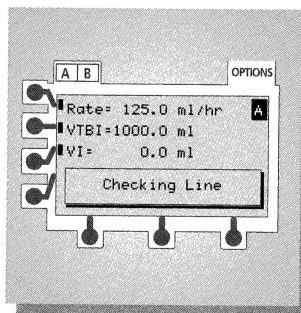 A B
OPTIONS
Rate= 125.0 ml/hr A
VTBI=1000.0 ml
VI= 0.0 ml
Checking Line